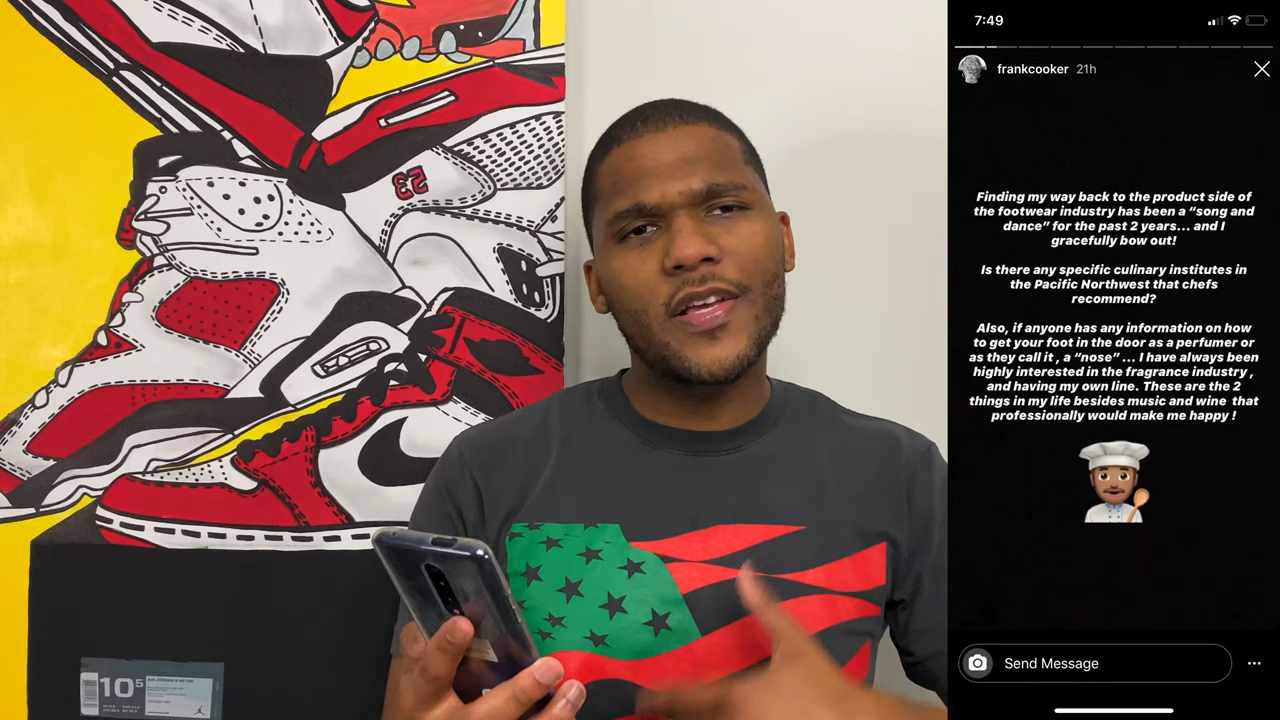 23
10⁵
AIR JORDAN 8 RETRO
7:49
frankcooker 21h
Finding my way back to the product side of
the footwear industry has been a “song and
dance” for the past 2 years... and I
gracefully bow out!
Is there any specific culinary institutes in
the Pacific Northwest that chefs
recommend?
Also, if anyone has any information on how
to get your foot in the door as a perfumer or
as they call it , a “nose” ... I have always been
highly interested in the fragrance industry ,
and having my own line. These are the 2
things in my life besides music and wine that
professionally would make me happy !
Send Message